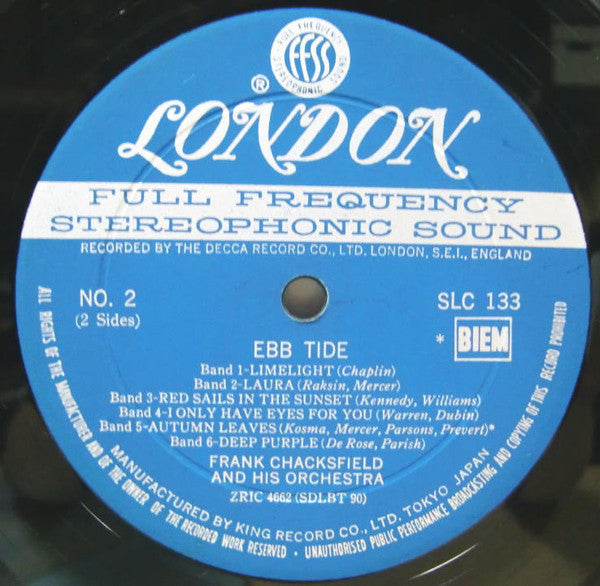 FULL FREQUENCY
FFSS
STEREOPHONIC SOUND
®
LONDON
FULL FREQUENCY
STEREOPHONIC SOUND
RECORDED BY THE DECCA RECORD CO., LTD. LONDON, S.E.I., ENGLAND
NO. 2
(2 Sides)
SLC 133
* BIEM
EBB TIDE
Band 1-LIMELIGHT (Chaplin)
Band 2-LAURA (Raksin, Mercer)
Band 3-RED SAILS IN THE SUNSET (Kennedy, Williams)
Band 4-I ONLY HAVE EYES FOR YOU (Warren, Dubin)
Band 5-AUTUMN LEAVES (Kosma, Mercer, Parsons, Prevert)*
Band 6-DEEP PURPLE (De Rose, Parish)
FRANK CHACKSFIELD
AND HIS ORCHESTRA
ZRIC 4662 (SDLBT 90)
MANUFACTURED BY KING RECORD CO., LTD. TOKYO JAPAN
ALL RIGHTS OF THE MANUFACTURER AND OF THE OWNER OF THE RECORDED WORK RESERVED · UNAUTHORISED PUBLIC PERFORMANCE BROADCASTING AND COPYING OF THIS RECORD PROHIBITED